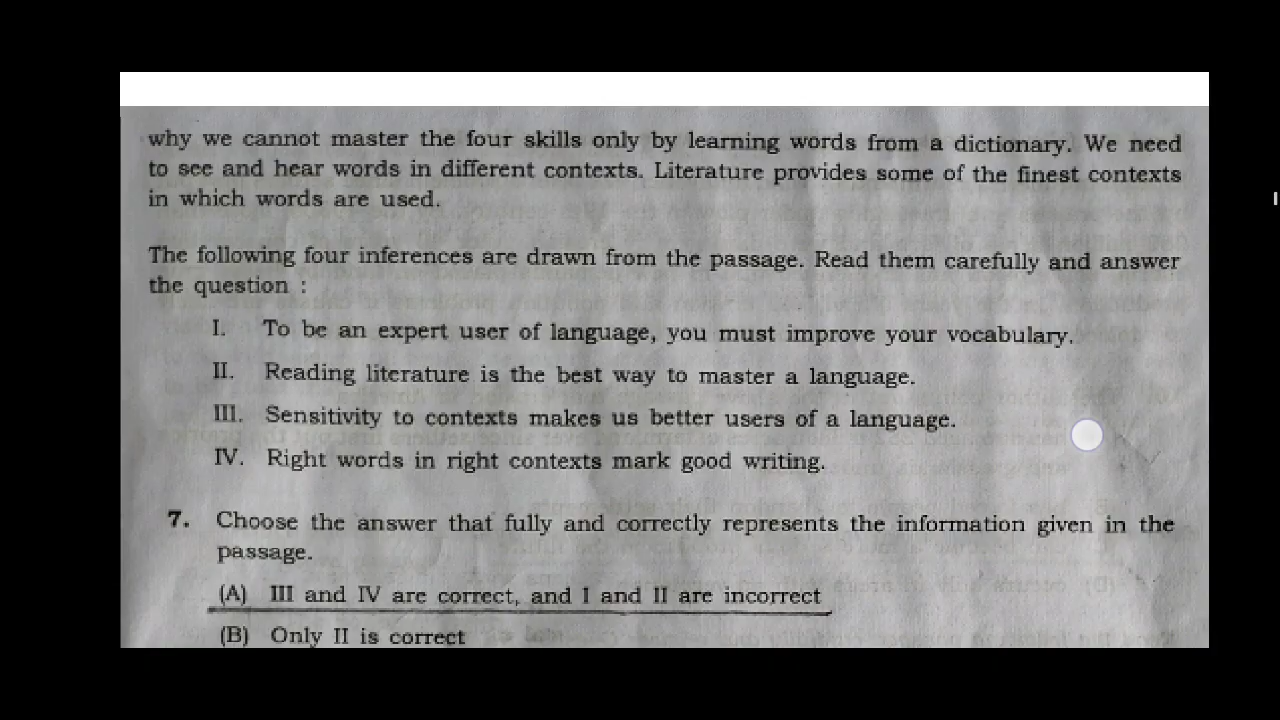 why we cannot master the four skills only by learning words from a dictionary. We need
to see and hear words in different contexts. Literature provides some of the finest contexts
in which words are used.
The following four inferences are drawn from the passage. Read them carefully and answer
the question :
I. To be an expert user of language, you must improve your vocabulary.
II. Reading literature is the best way to master a language.
III. Sensitivity to contexts makes us better users of a language.
IV. Right words in right contexts mark good writing.
7. Choose the answer that fully and correctly represents the information given in the
passage.
(A) III and IV are correct, and I and II are incorrect
(B) Only II is correct